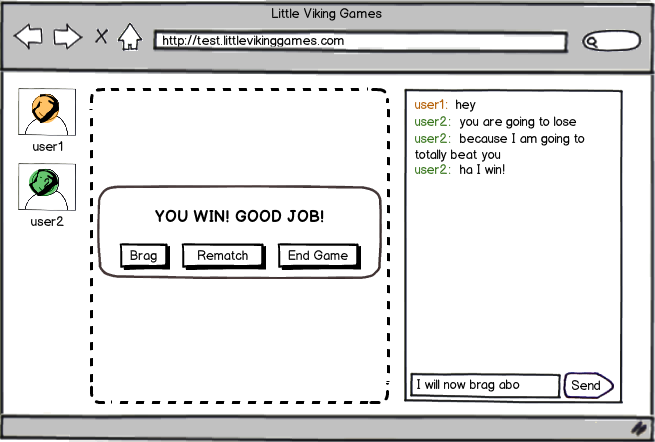 Little Viking Games
http://test.littlevikinggames.com
user1
user2
YOU WIN! GOOD JOB!
Brag
Rematch
End Game
user1: hey
user2: you are going to lose
user2: because I am going to
totally beat you
user2: ha I win!
I will now brag abo
Send